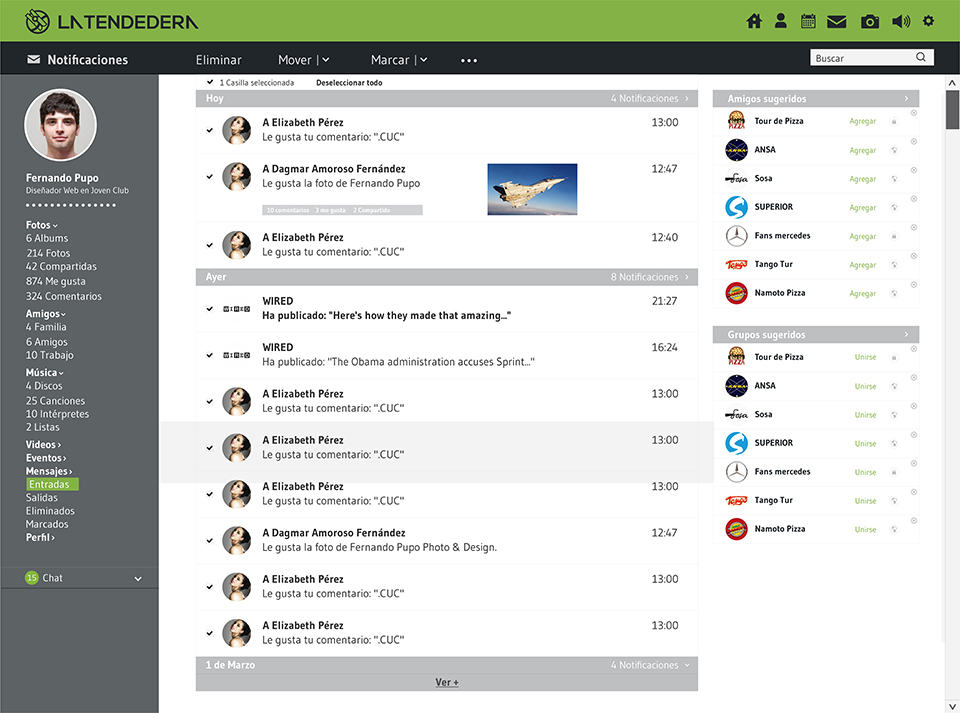 LA TENDEDERA
Notificaciones
Eliminar
Mover
Marcar
Buscar
Fernando Pupo
Diseñador Web en Joven Club
Fotos
6 Albums
214 Fotos
42 Compartidas
874 Me gusta
324 Comentarios
Amigos
4 Familia
6 Amigos
10 Trabajo
Música
4 Discos
25 Canciones
10 Intérpretes
2 Listas
Videos ›
Eventos ›
Mensajes ›
Entradas
Salidas
Eliminados
Marcados
Perfil ›
15 Chat
1 Casilla seleccionada Deseleccionar todo
Hoy 4 Notificaciones ›
A Elizabeth Pérez 13:00
Le gusta tu comentario: ".CUC"
A Dagmar Amoroso Fernández 12:47
Le gusta la foto de Fernando Pupo
10 comentarios 3 me gusta 2 Compartido
A Elizabeth Pérez 12:40
Le gusta tu comentario: ".CUC"
Ayer 8 Notificaciones ›
WIRED
WIRED 21:27
Ha publicado: "Here's how they made that amazing..."
WIRED
WIRED 16:24
Ha publicado: "The Obama administration accuses Sprint..."
A Elizabeth Pérez 13:00
Le gusta tu comentario: ".CUC"
A Elizabeth Pérez 13:00
Le gusta tu comentario: ".CUC"
A Elizabeth Pérez 13:00
Le gusta tu comentario: ".CUC"
A Dagmar Amoroso Fernández 12:47
Le gusta la foto de Fernando Pupo Photo & Design.
A Elizabeth Pérez 13:00
Le gusta tu comentario: ".CUC"
A Elizabeth Pérez 13:00
Le gusta tu comentario: ".CUC"
1 de Marzo 4 Notificaciones
Ver +
Amigos sugeridos ›
PIZZA Tour de Pizza Agregar
ANSA Agregar
Sosa Agregar
SUPERIOR Agregar
Fans mercedes Agregar
Tango Tango Tur Agregar
Namoto Pizza Agregar
Grupos sugeridos ›
PIZZA Tour de Pizza Unirse
ANSA Unirse
Sosa Unirse
SUPERIOR Unirse
Fans mercedes Unirse
Tango Tango Tur Unirse
Namoto Pizza Unirse